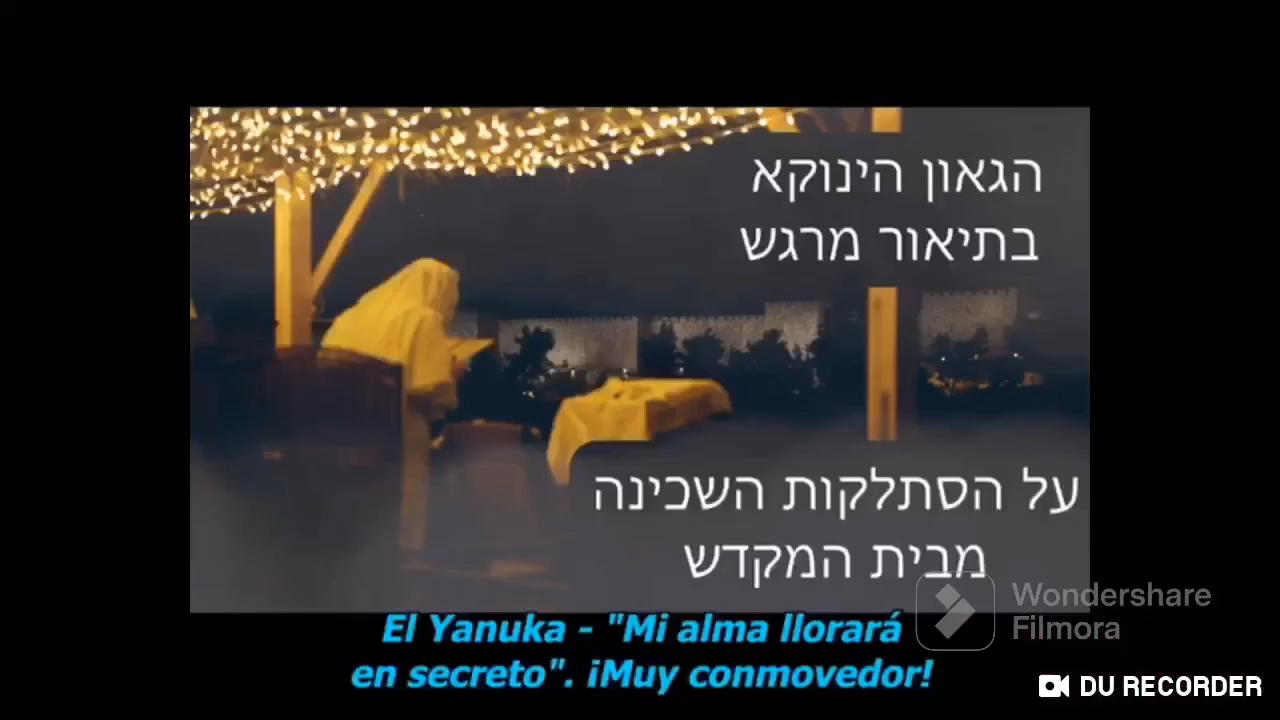 הגאון הינוקא
בתיאור מרגש
על הסתלקות השכינה
מבית המקדש
El Yanuka - "Mi alma llorará
en secreto". ¡Muy conmovedor!
Wondershare
Filmora
DU RECORDER